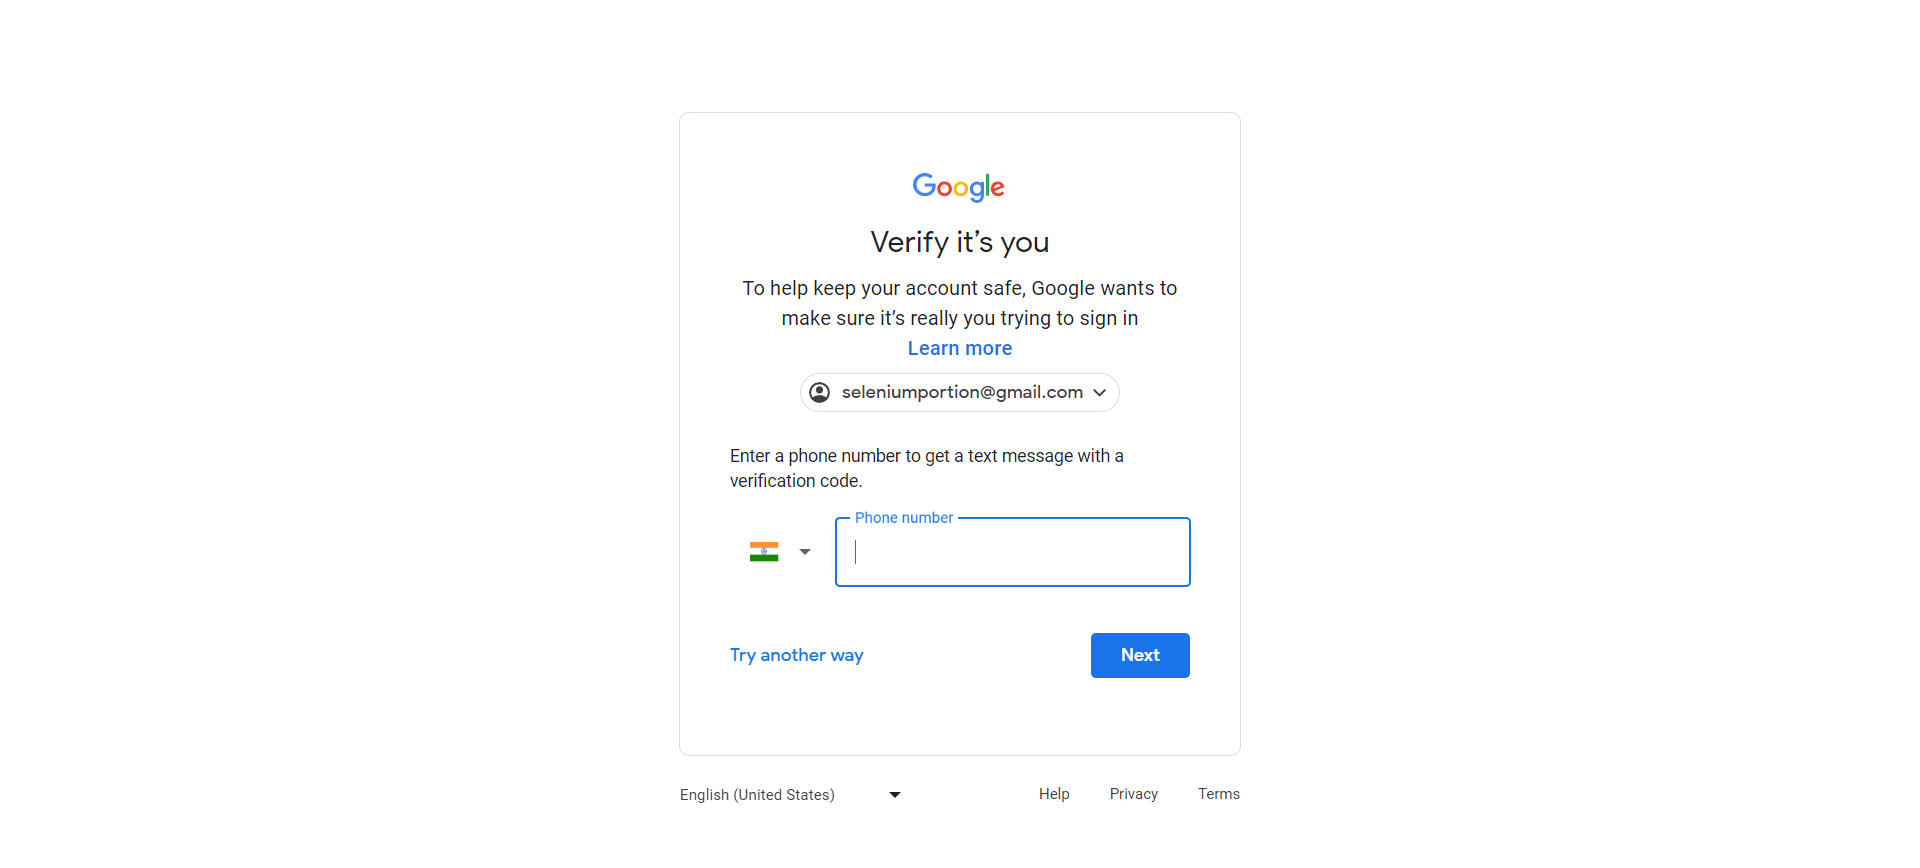 Google
Verify it’s you
To help keep your account safe, Google wants to
make sure it’s really you trying to sign in
Learn more
seleniumportion@gmail.com
Enter a phone number to get a text message with a
verification code.
Phone number
Try another way
Next
English (United States)
Help
Privacy
Terms